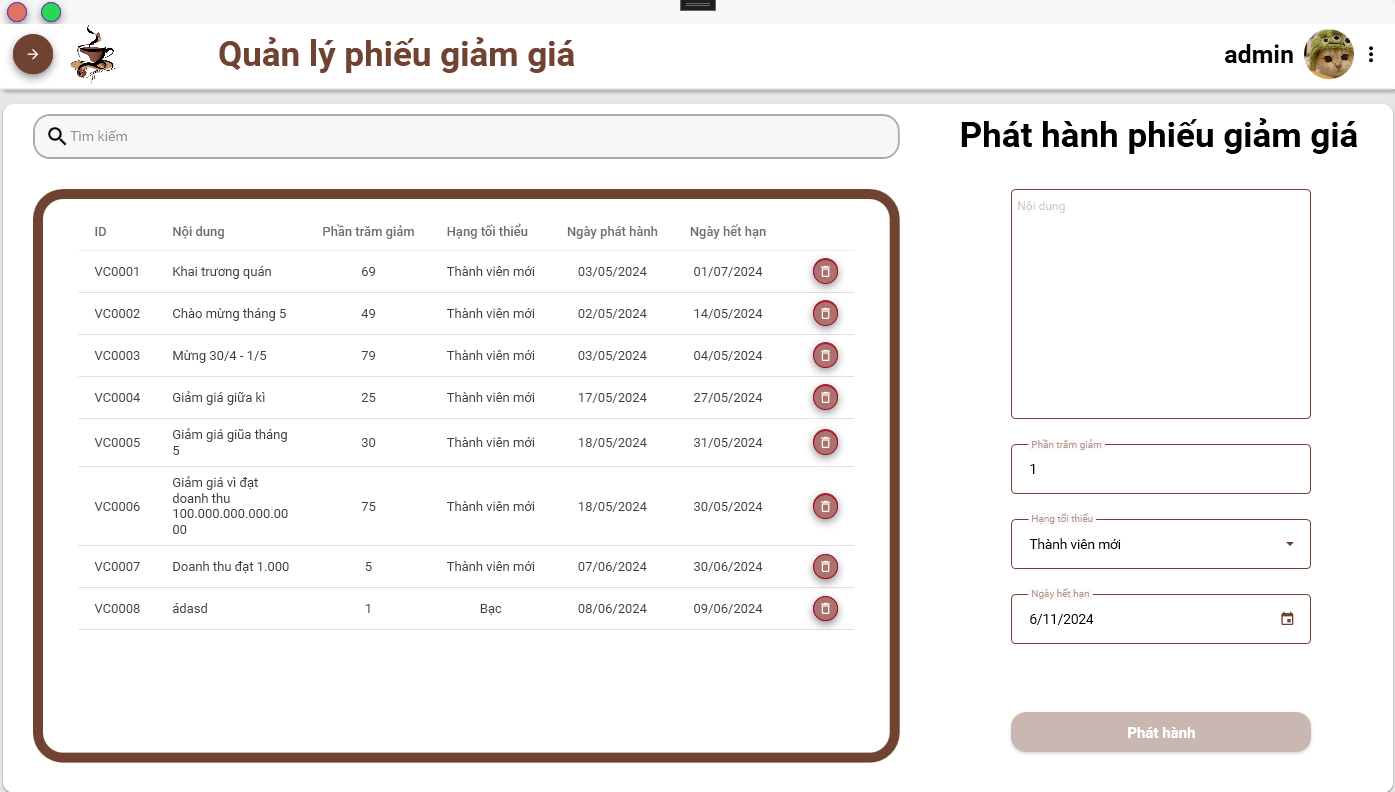 Quản lý phiếu giảm giá
admin
Tìm kiếm
Phát hành phiếu giảm giá
ID Nội dung Phần trăm giảm Hạng tối thiểu Ngày phát hành Ngày hết hạn
VC0001 Khai trương quán 69 Thành viên mới 03/05/2024 01/07/2024
VC0002 Chào mừng tháng 5 49 Thành viên mới 02/05/2024 14/05/2024
VC0003 Mừng 30/4 - 1/5 79 Thành viên mới 03/05/2024 04/05/2024
VC0004 Giảm giá giữa kì 25 Thành viên mới 17/05/2024 27/05/2024
VC0005 Giảm giá giữa tháng 5 30 Thành viên mới 18/05/2024 31/05/2024
Giảm giá vì đạt
doanh thu
VC0006 100.000.000.000.00 75 Thành viên mới 18/05/2024 30/05/2024
00
VC0007 Doanh thu đạt 1.000 5 Thành viên mới 07/06/2024 30/06/2024
VC0008 ádasd 1 Bạc 08/06/2024 09/06/2024
Nội dung
Phần trăm giảm
1
Hạng tối thiểu
Thành viên mới
Ngày hết hạn
6/11/2024
Phát hành